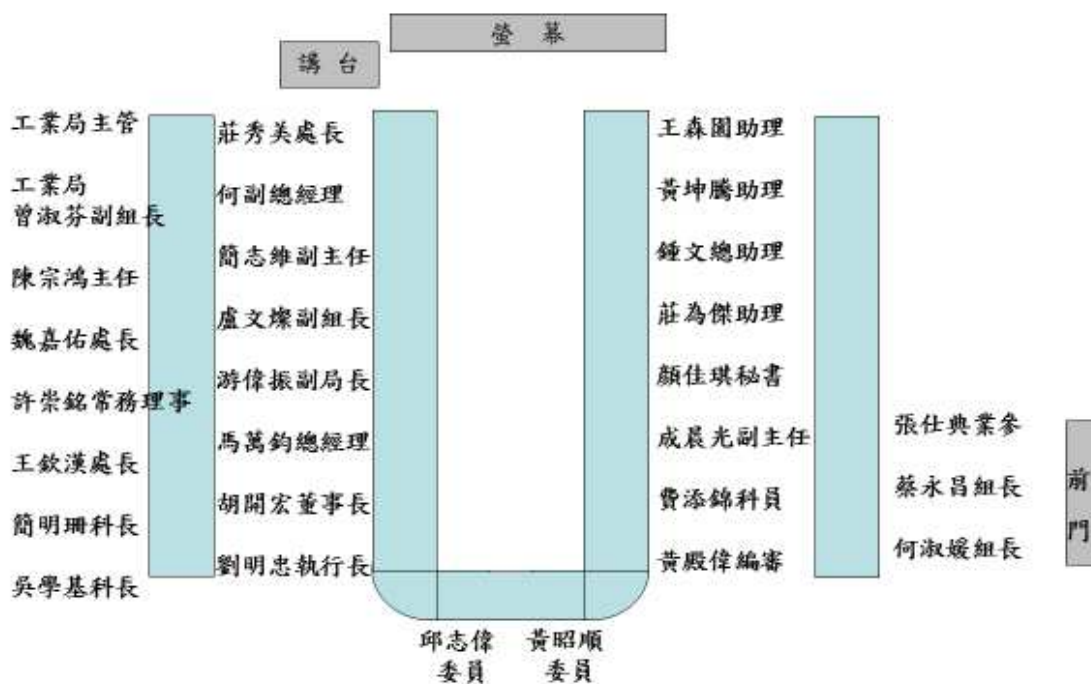 螢 幕
講 台
工業局主管
工業局
曾淑芬副組長
陳宗鴻主任
魏嘉佑處長
許崇銘常務理事
王欽漢處長
簡明珊科長
吳學基科長
莊秀美處長
何副總經理
簡志維副主任
盧文燦副組長
游偉振副局長
馬萬鈞總經理
胡開宏董事長
劉明忠執行長
邱志偉
委員
黃昭順
委員
王森園助理
黃坤騰助理
鍾文總助理
莊為傑助理
顏佳琪秘書
成晨光副主任
費添錦科員
黃殿偉編審
張仕典業參
蔡永昌組長
何淑媛組長
前
門